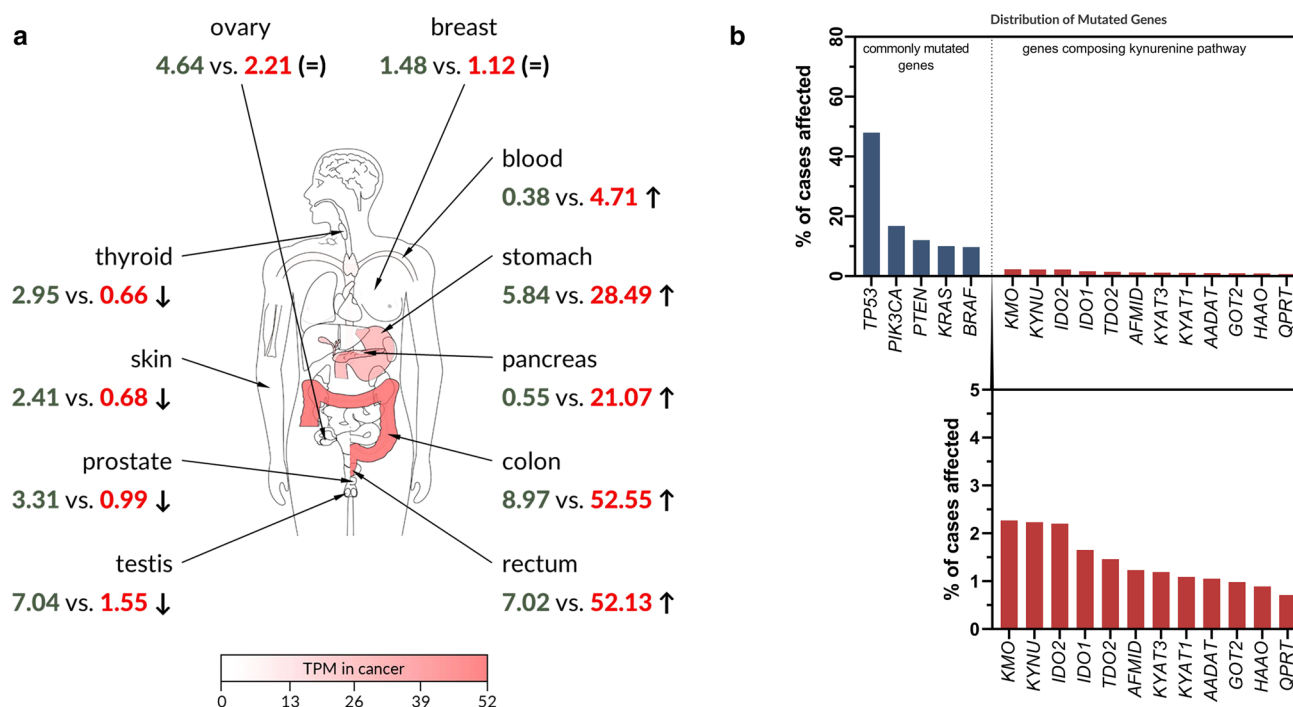 a
ovary
4.64 vs. 2.21 (=)
breast
1.48 vs. 1.12 (=)
blood
0.38 vs. 4.71 ↑
thyroid
2.95 vs. 0.66 ↓
stomach
5.84 vs. 28.49 ↑
skin
2.41 vs. 0.68 ↓
pancreas
0.55 vs. 21.07 ↑
prostate
3.31 vs. 0.99 ↓
colon
8.97 vs. 52.55 ↑
testis
7.04 vs. 1.55 ↓
rectum
7.02 vs. 52.13 ↑
TPM in cancer
0 13 26 39 52
b
Distribution of Mutated Genes
commonly mutated
genes
genes composing kynurenine pathway
% of cases affected
80
60
40
20
0
TP53 PIK3CA PTEN KRAS BRAF KMO KYNU IDO2 IDO1 TDO2 AFMID KYAT3 KYAT1 AADAT GOT2 HAAO QPRT
% of cases affected
5
4
3
2
1
0
KMO KYNU IDO2 IDO1 TDO2 AFMID KYAT3 KYAT1 AADAT GOT2 HAAO QPRT